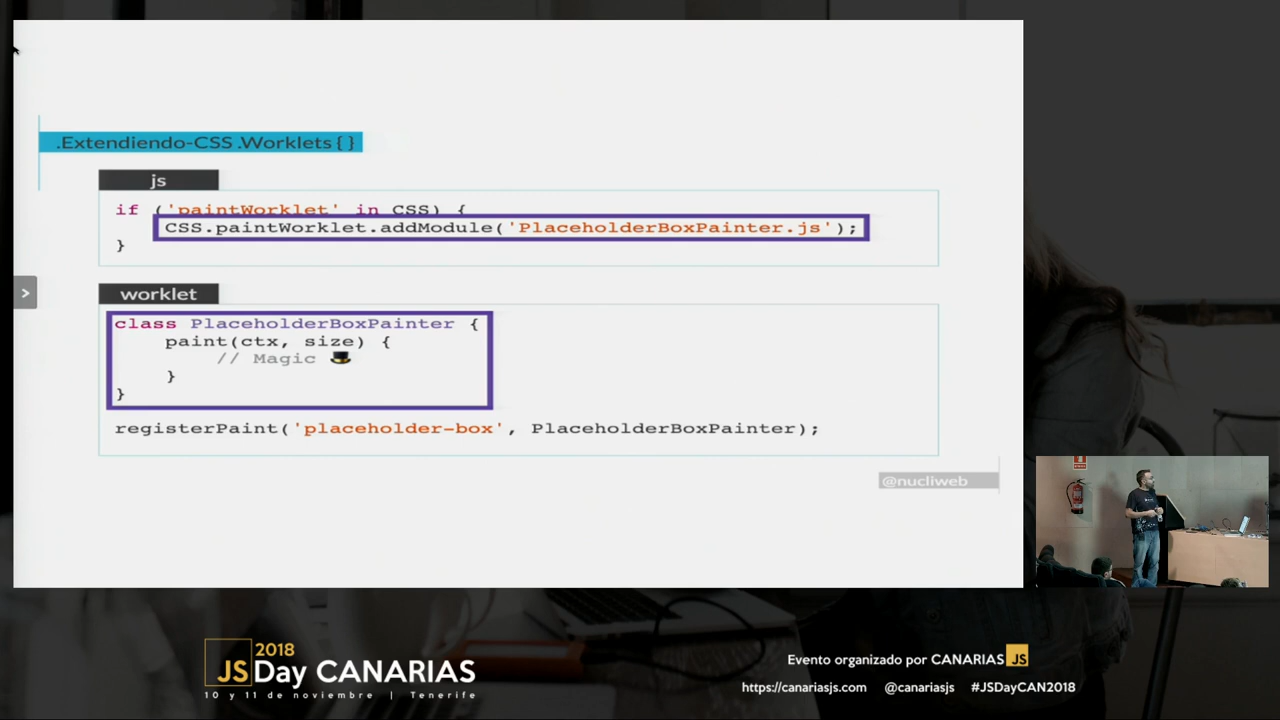 .Extendiendo-CSS .Worklets{}
js
if ('paintWorklet' in CSS) {
CSS.paintWorklet.addModule('PlaceholderBoxPainter.js');
}
>
worklet
class PlaceholderBoxPainter {
paint(ctx, size) {
// Magic 🎩
}
}
registerPaint('placeholder-box', PlaceholderBoxPainter);
@nucliweb
2018
JSDay CANARIAS
10 y 11 de noviembre | Tenerife
Evento organizado por CANARIAS JS
https://canariasjs.com @canariasjs #JSDayCAN2018